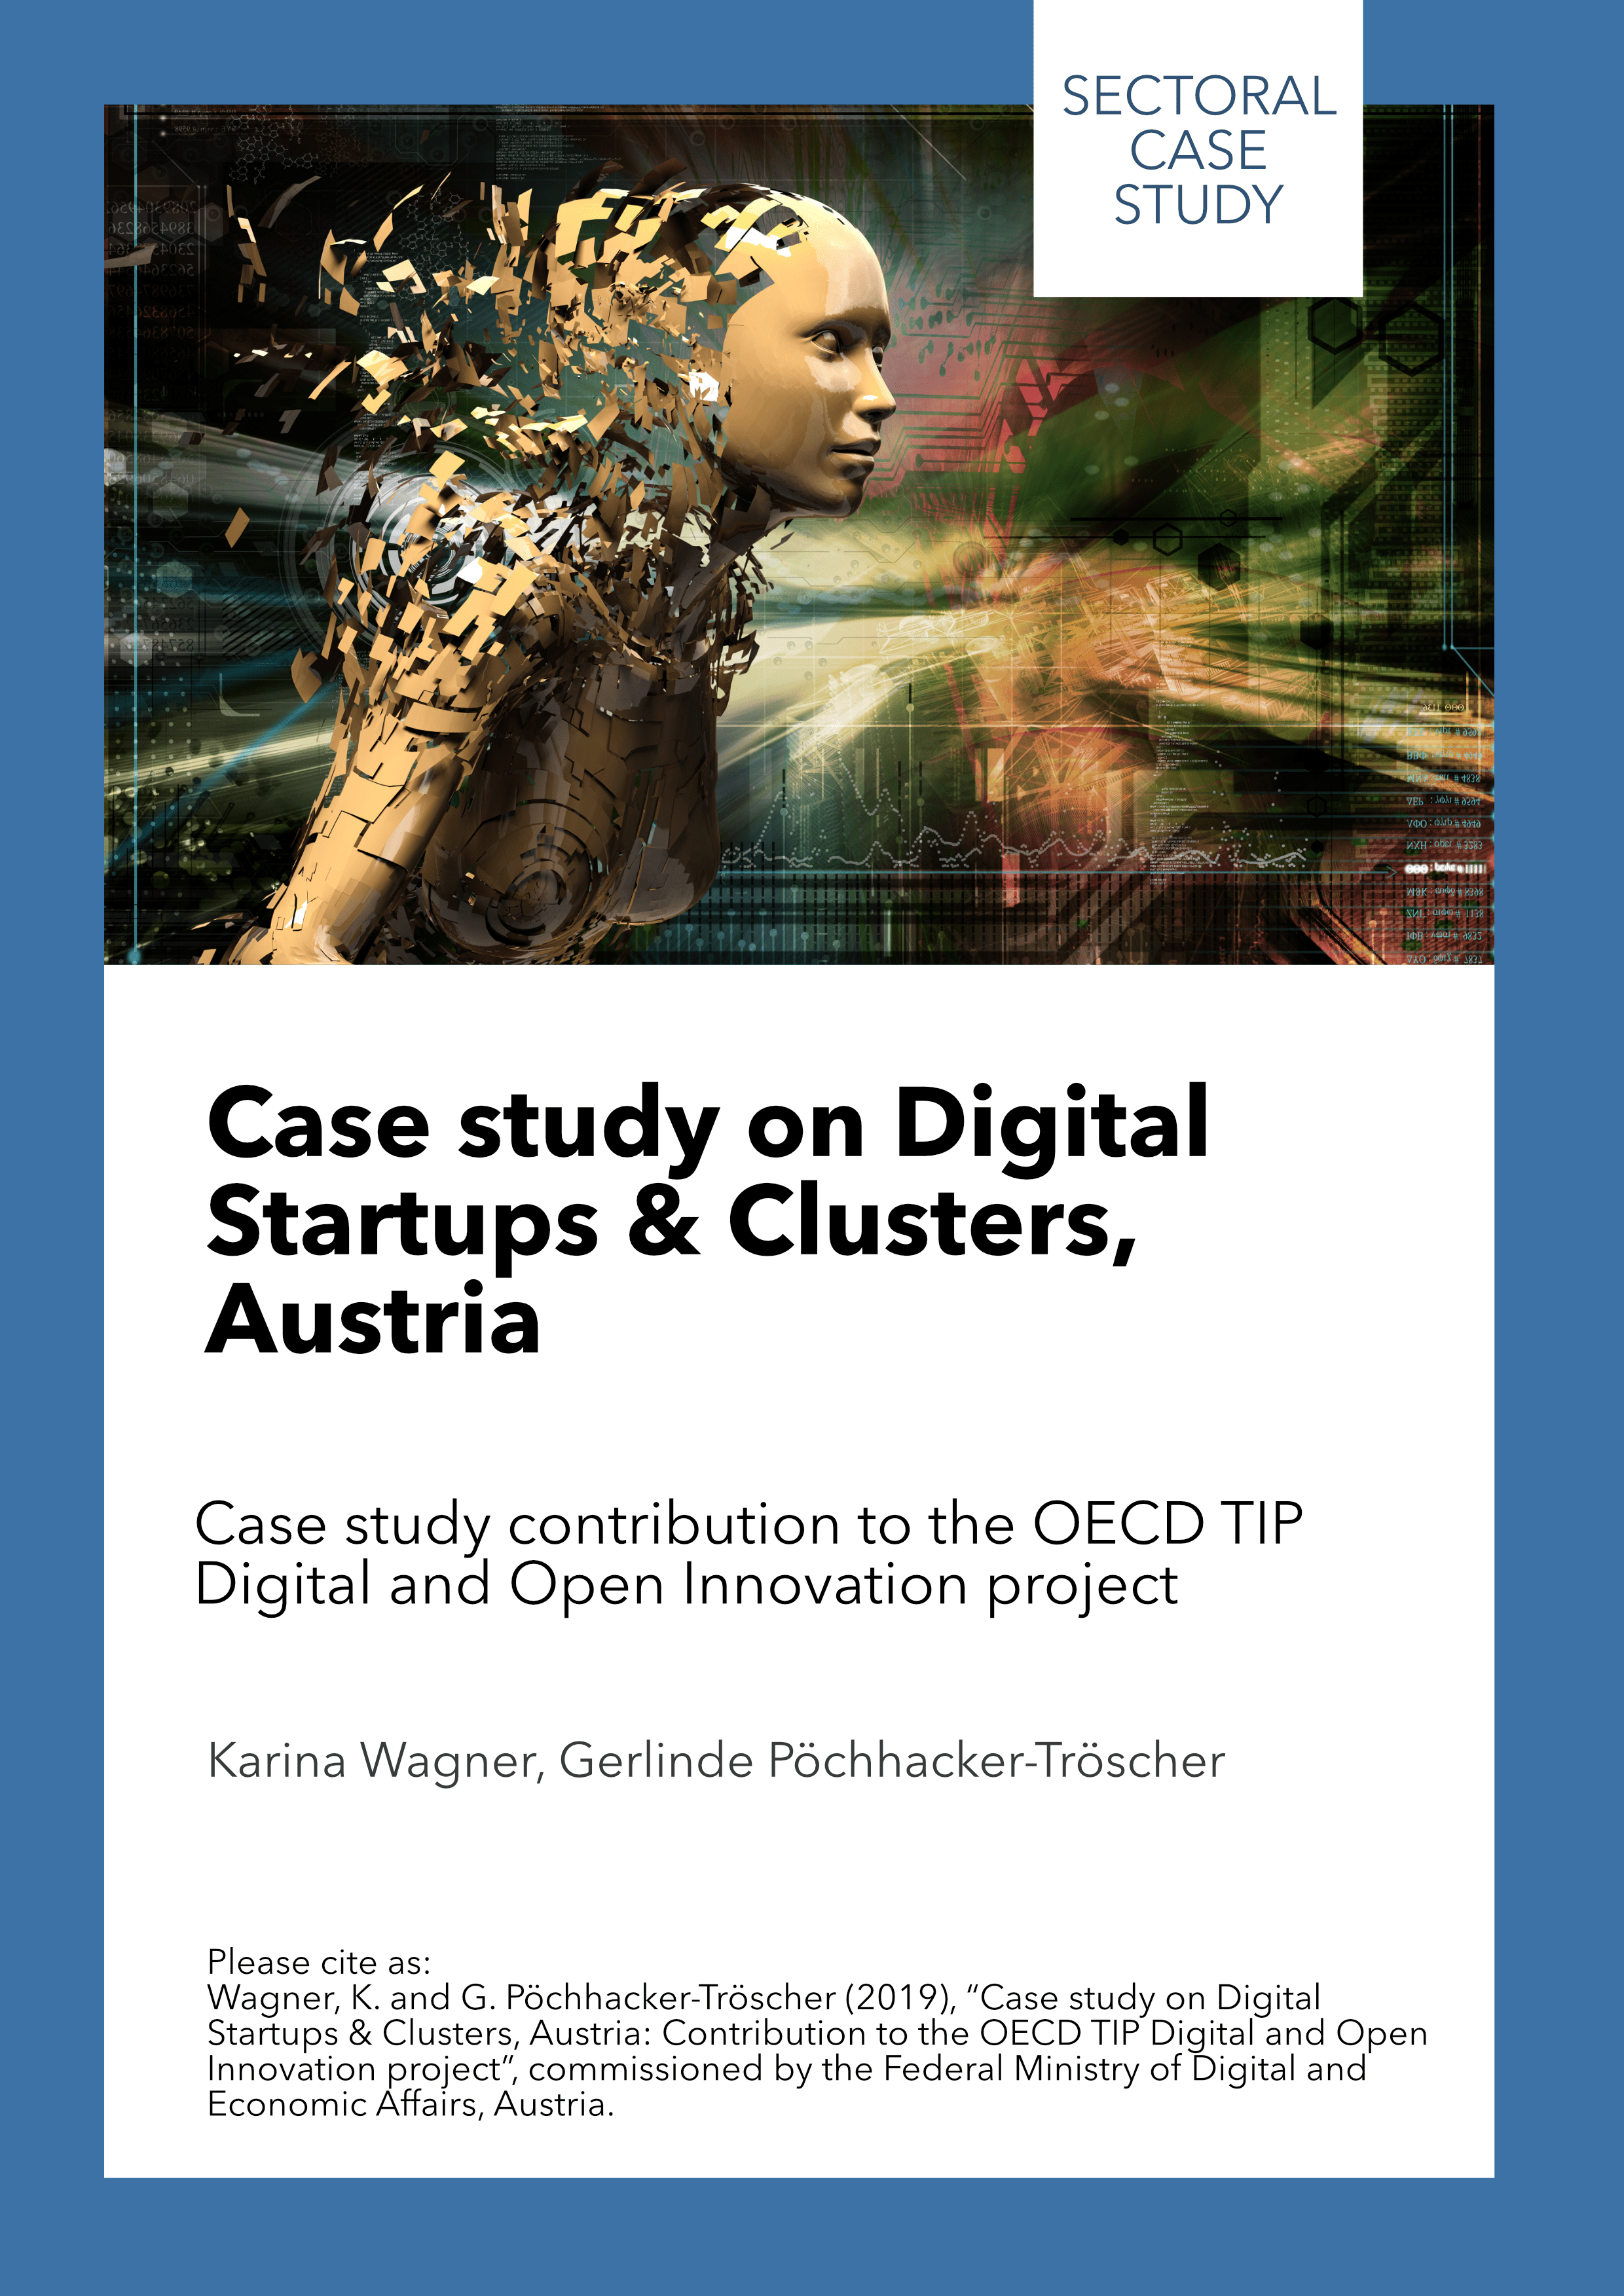 SECTORAL
CASE
STUDY
Case study on Digital
Startups & Clusters,
Austria
Case study contribution to the OECD TIP
Digital and Open Innovation project
Karina Wagner, Gerlinde Pöchhacker-Tröscher
Please cite as:
Wagner, K. and G. Pöchhacker-Tröscher (2019), “Case study on Digital
Startups & Clusters, Austria: Contribution to the OECD TIP Digital and Open
Innovation project”, commissioned by the Federal Ministry of Digital and
Economic Affairs, Austria.